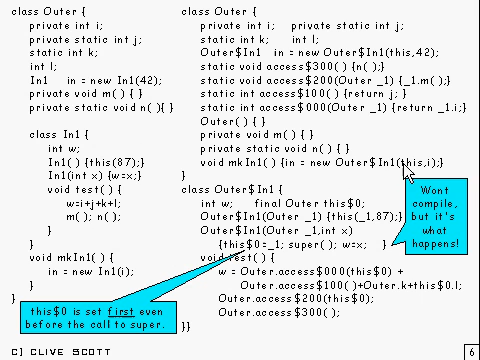 class Outer {
private int i;
private static int j;
static int k;
int l;
In1 in = new In1(42);
private void m( ) { }
private static void n( ){ }
class In1 {
int w;
In1( ) {this(87);}
In1(int x) {w=x;}
void test( ) {
w=i+j+k+l;
m( ); n( );
}
}
void mkIn1( ) {
in = new In1(i);
}
}
class Outer {
private int i; private static int j;
static int k; int l;
Outer$In1 in = new Outer$In1(this,42);
static void access$300( ) {n( );}
static void access$200(Outer _1) {_1.m( );}
static int access$100( ) {return j; }
static int access$000(Outer _1) {return _1.i;}
Outer( ) { }
private void m( ) { }
private static void n( ) { }
void mkIn1( ) {in = new Outer$In1(this,i);}
}
class Outer$In1 {
int w; final Outer this$0;
Outer$In1(Outer _1) {this(_1,87);}
Outer$In1(Outer _1,int x)
{this$0=_1; super( ); w=x; }
void test( ) {
w = Outer.access$000(this$0) +
Outer.access$100( )+Outer.k+this$0.l;
Outer.access$200(this$0);
Outer.access$300( );
}}
Wont
compile,
but it's
what
happens!
this$0 is set first even
before the call to super.
C] CLIVE SCOTT
6